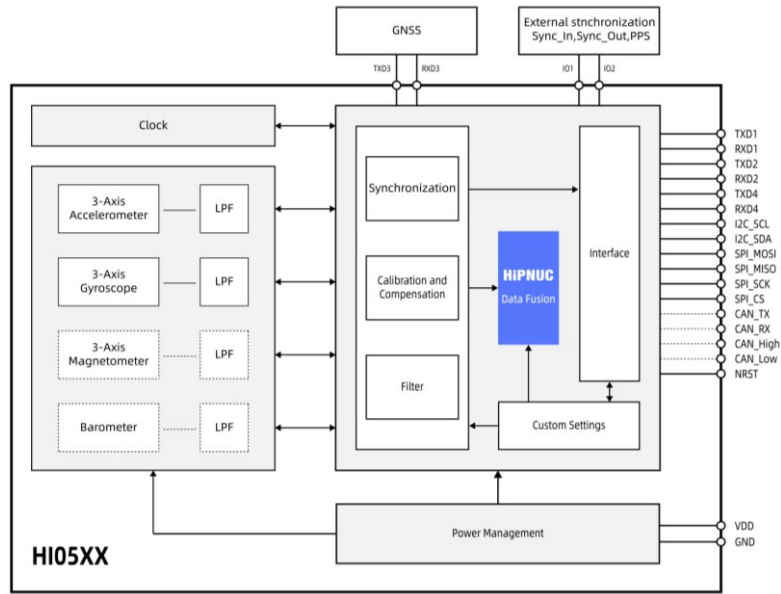 GNSS
External stnchronization
Sync_In,Sync_Out,PPS
TXD3
RXD3
IO1
IO2
Clock
3-Axis
Accelerometer
LPF
3-Axis
Gyroscope
LPF
3-Axis
Magnetometer
LPF
Barometer
LPF
Synchronization
Calibration and
Compensation
Filter
HiPNUC
Data Fusion
Interface
Custom Settings
TXD1
RXD1
TXD2
RXD2
TXD4
RXD4
I2C_SCL
I2C_SDA
SPI_MOSI
SPI_MISO
SPI_SCK
SPI_CS
CAN_TX
CAN_RX
CAN_High
CAN_Low
NRST
Power Management
VDD
GND
HI05XX